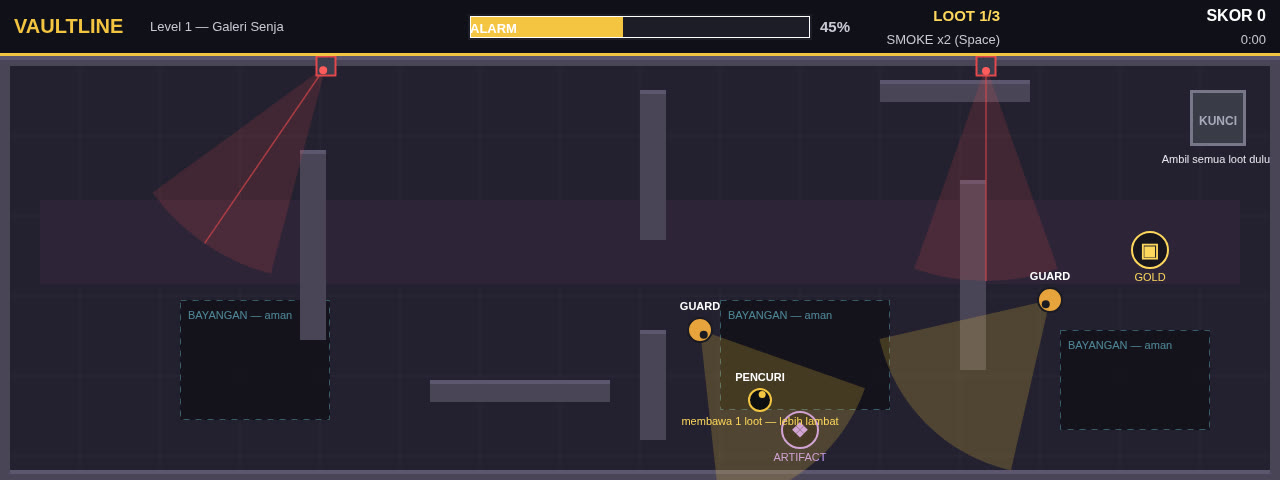 VAULTLINE
Level 1 — Galeri Senja
ALARM
45%
LOOT 1/3
SMOKE x2 (Space)
SKOR 0
0:00
KUNCI
Ambil semua loot dulu
GOLD
GUARD
GUARD
BAYANGAN — aman
BAYANGAN — aman
BAYANGAN — aman
PENCURI
membawa 1 loot — lebih lambat
ARTIFACT